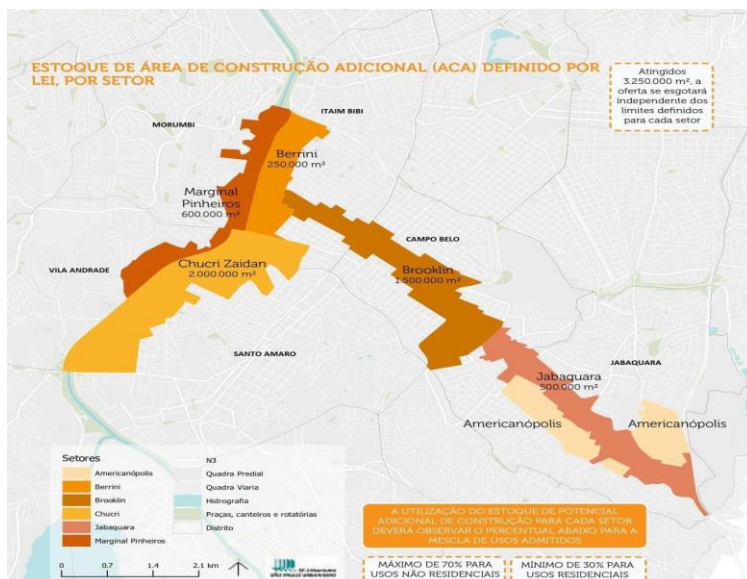 ESTOQUE DE ÁREA DE CONSTRUÇÃO ADICIONAL (ACA) DEFINIDO POR
LEI, POR SETOR
Atingidos
3.250.000 m², a
oferta se esgotará
independente dos
limites definidos
para cada setor
ITAIM BIBI
MORUMBI
Berrini
250.000 m²
Marginal
Pinheiros
600.000 m²
CAMPO BELO
VILA ANDRADE
Chucri Zaidan
2.000.000 m²
Brooklin
1.500.000 m²
SANTO AMARO
JABAQUARA
Jabaquara
500.000 m²
Americanópolis
Americanópolis
Setores
Americanópolis
Berrini
Brooklin
Chucri
Jabaquara
Marginal Pinheiros
N3
Quadra Predial
Quadra Viaria
Hidrografia
Praças, canteiros e rotatórias
Distrito
0 0.7 1.4 2.1 km
SP Urbanismo
SÃO PAULO URBANISMO
A UTILIZAÇÃO DO ESTOQUE DE POTENCIAL
ADICIONAL DE CONSTRUÇÃO PARA CADA SETOR
DEVERÁ OBSERVAR O PERCENTUAL ABAIXO PARA A
MESCLA DE USOS ADMITIDOS
MÁXIMO DE 70% PARA
USOS NÃO RESIDENCIAIS
MÍNIMO DE 30% PARA
USOS RESIDENCIAIS